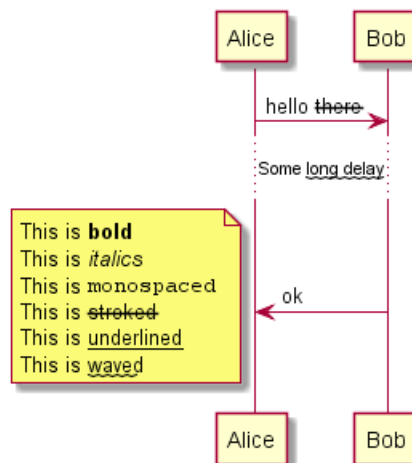 Alice Bob
hello there
Some long delay
This is bold
This is italics
This is monospaced
This is stroked
This is underlined
This is waved
ok
Alice Bob